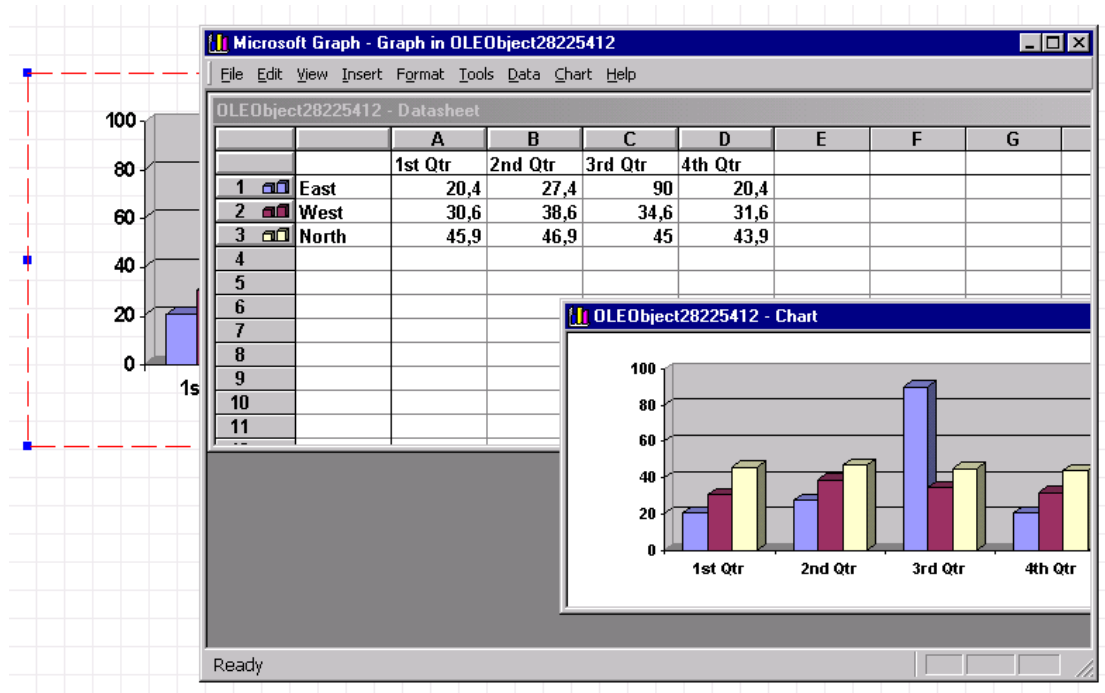 Microsoft Graph - Graph in OLEObject28225412
File Edit View Insert Format Tools Data Chart Help
OLEObject28225412 - Datasheet
A B C D E F G
1st Qtr 2nd Qtr 3rd Qtr 4th Qtr
1 East 20,4 27,4 90 20,4
2 West 30,6 38,6 34,6 31,6
3 North 45,9 46,9 45 43,9
4
5
6
7
8
9
10
11
100
80
60
40
20
0
1s
OLEObject28225412 - Chart
100
80
60
40
20
0
1st Qtr 2nd Qtr 3rd Qtr 4th Qtr
Ready